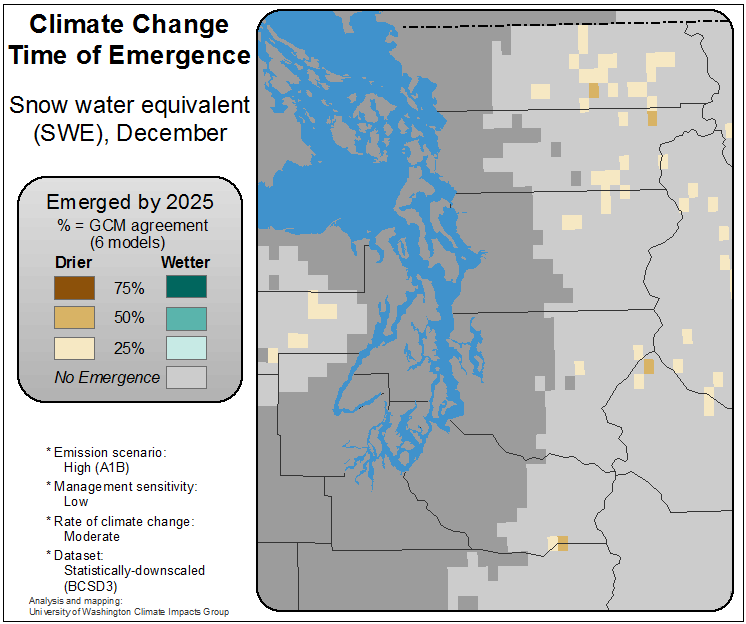 Climate Change
Time of Emergence
Snow water equivalent
(SWE), December
Emerged by 2025
% = GCM agreement
(6 models)
Drier Wetter
75%
50%
25%
No Emergence
* Emission scenario:
High (A1B)
* Management sensitivity:
Low
* Rate of climate change:
Moderate
* Dataset:
Statistically-downscaled
(BCSD3)
Analysis and mapping:
University of Washington Climate Impacts Group